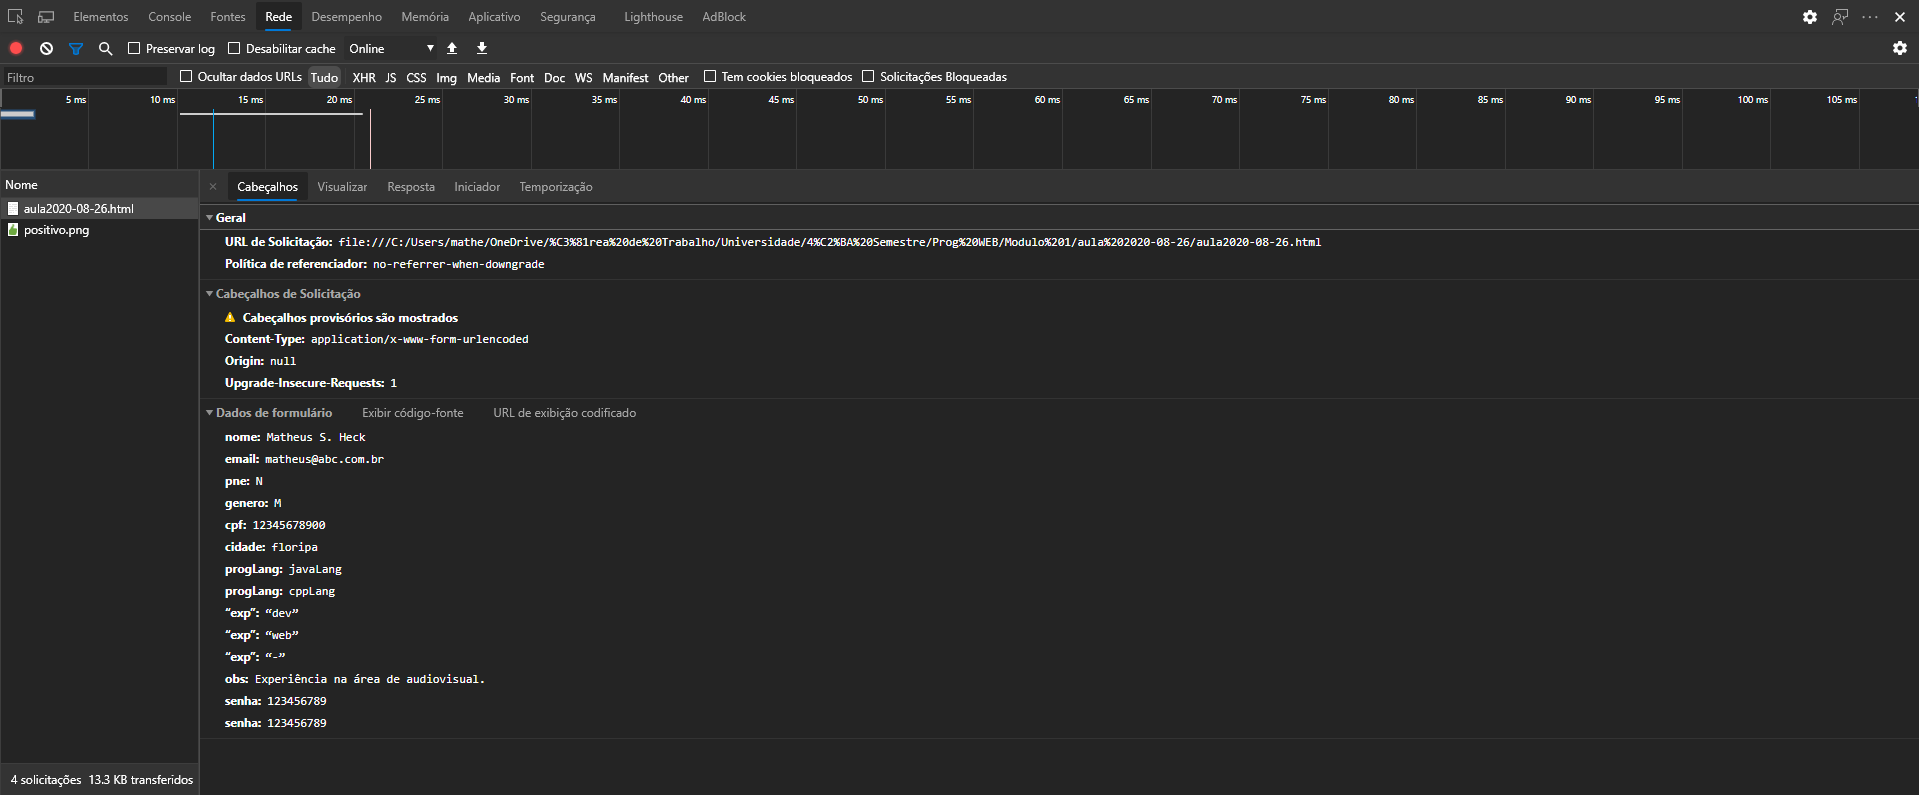 Elementos Console Fontes Rede Desempenho Memória Aplicativo Segurança Lighthouse AdBlock
Preservar log Desabilitar cache Online
Filtro Ocultar dados URLs Tudo XHR JS CSS Img Media Font Doc WS Manifest Other Tem cookies bloqueados Solicitações Bloqueadas
5 ms 10 ms 15 ms 20 ms 25 ms 30 ms 35 ms 40 ms 45 ms 50 ms 55 ms 60 ms 65 ms 70 ms 75 ms 80 ms 85 ms 90 ms 95 ms 100 ms 105 ms
Nome
aula2020-08-26.html
positivo.png
Cabeçalhos Visualizar Resposta Iniciador Temporização
Geral
URL de Solicitação: file:///C:/Users/mathe/OneDrive/%C3%81rea%20de%20Trabalho/Universidade/4%C2%BA%20Semestre/Prog%20WEB/Modulo%201/aula%202020-08-26/aula2020-08-26.html
Política de referenciador: no-referrer-when-downgrade
Cabeçalhos de Solicitação
Cabeçalhos provisórios são mostrados
Content-Type: application/x-www-form-urlencoded
Origin: null
Upgrade-Insecure-Requests: 1
Dados de formulário Exibir código-fonte URL de exibição codificado
nome: Matheus S. Heck
email: matheus@abc.com.br
pne: N
genero: M
cpf: 12345678900
cidade: floripa
progLang: javaLang
progLang: cppLang
“exp”: “dev”
“exp”: “web”
“exp”: “-”
obs: Experiência na área de audiovisual.
senha: 123456789
senha: 123456789
4 solicitações 13.3 KB transferidos